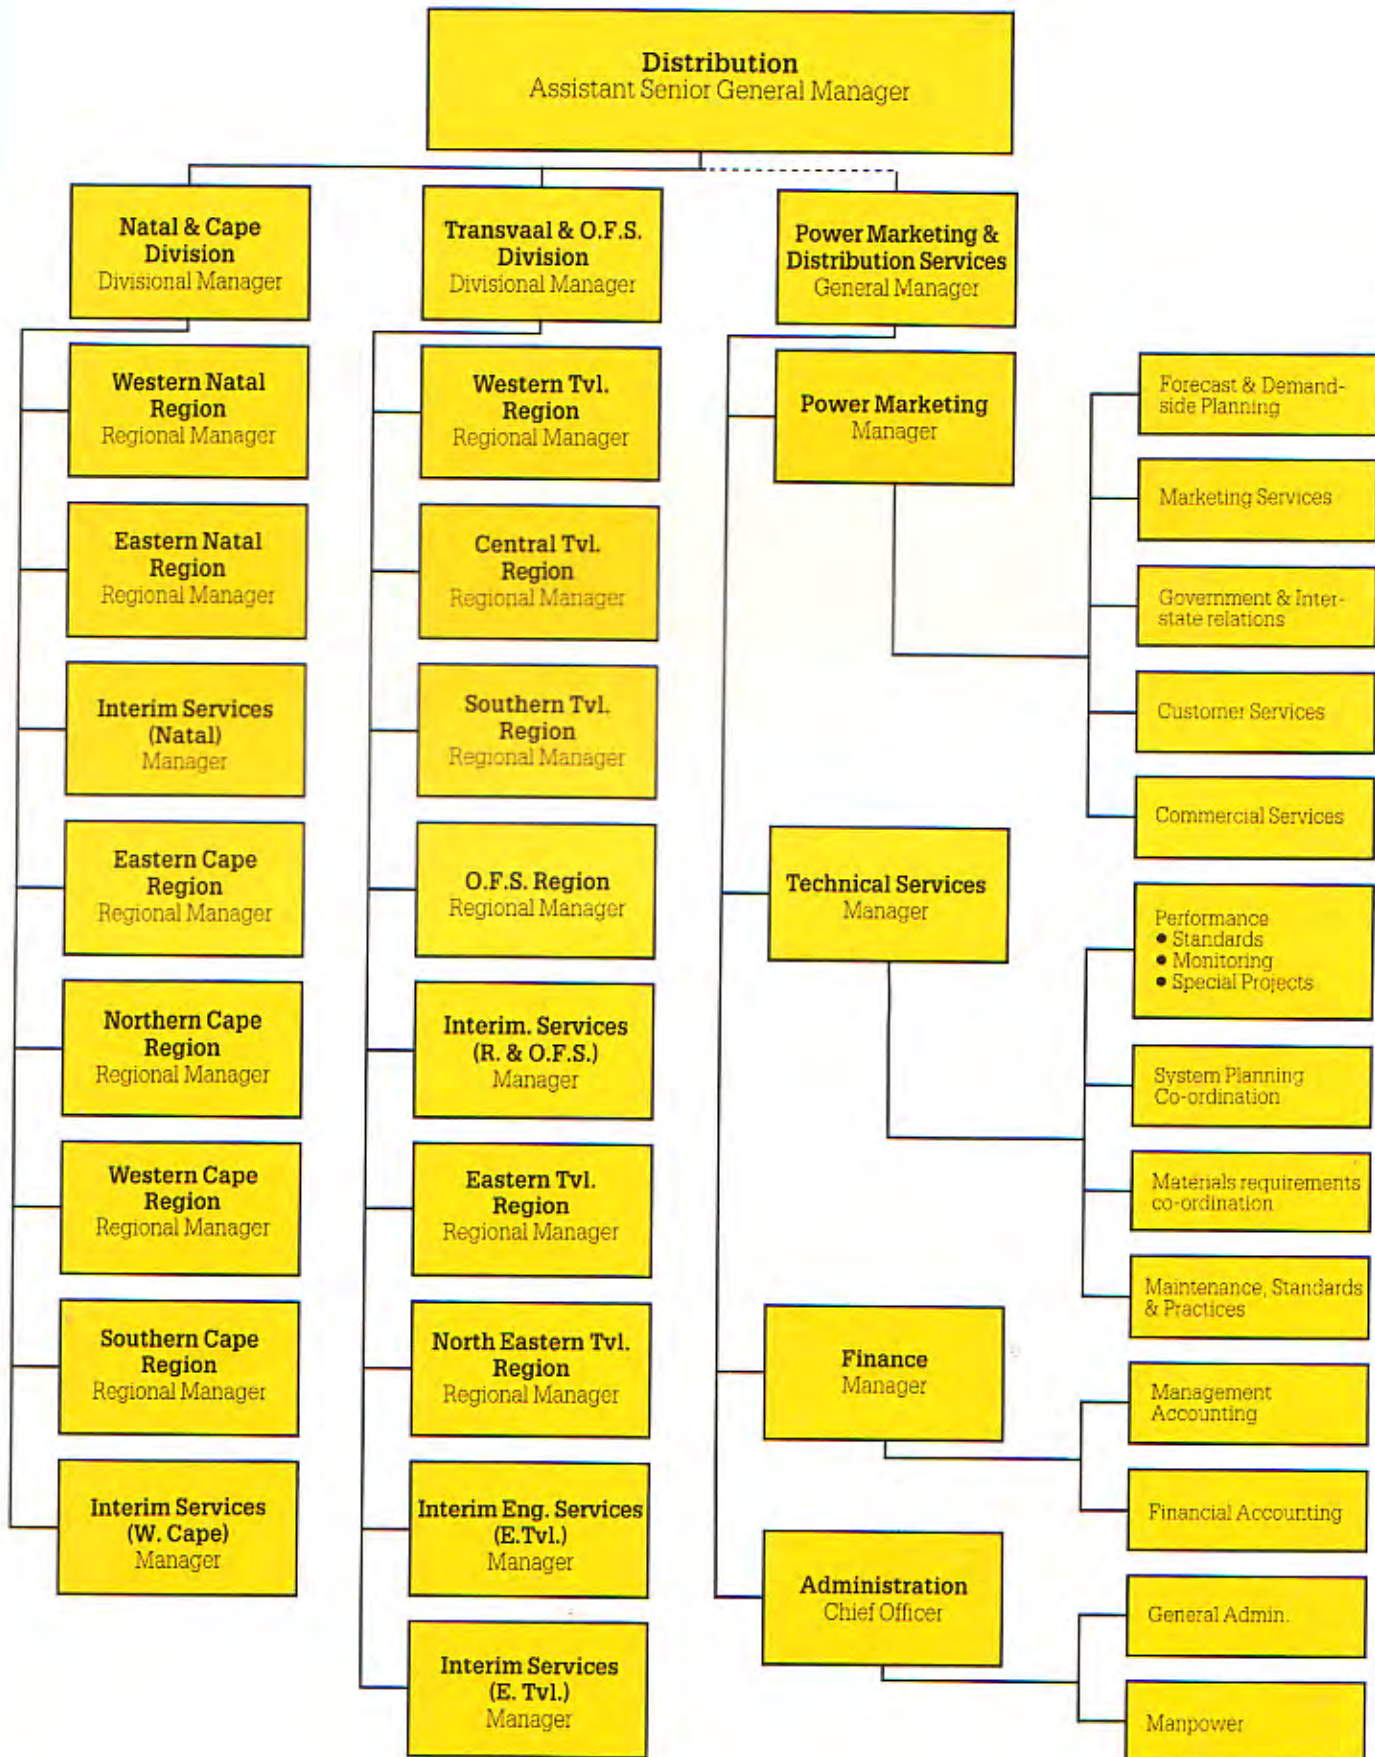 Distribution
Assistant Senior General Manager
Natal & Cape
Division
Divisional Manager
Western Natal
Region
Regional Manager
Eastern Natal
Region
Regional Manager
Interim Services
(Natal)
Manager
Eastern Cape
Region
Regional Manager
Northern Cape
Region
Regional Manager
Western Cape
Region
Regional Manager
Southern Cape
Region
Regional Manager
Interim Services
(W. Cape)
Manager
Transvaal & O.F.S.
Division
Divisional Manager
Western Tvl.
Region
Regional Manager
Central Tvl.
Region
Regional Manager
Southern Tvl.
Region
Regional Manager
O.F.S. Region
Regional Manager
Interim. Services
(R. & O.F.S.)
Manager
Eastern Tvl.
Region
Regional Manager
North Eastern Tvl.
Region
Regional Manager
Interim Eng. Services
(E.Tvl.)
Manager
Interim Services
(E. Tvl.)
Manager
Power Marketing &
Distribution Services
General Manager
Power Marketing
Manager
Forecast & Demand-
side Planning
Marketing Services
Government & Inter-
state relations
Customer Services
Commercial Services
Technical Services
Manager
Performance
● Standards
● Monitoring
● Special Projects
System Planning
Co-ordination
Materials requirements
co-ordination
Maintenance, Standards
& Practices
Finance
Manager
Management
Accounting
Financial Accounting
Administration
Chief Officer
General Admin.
Manpower